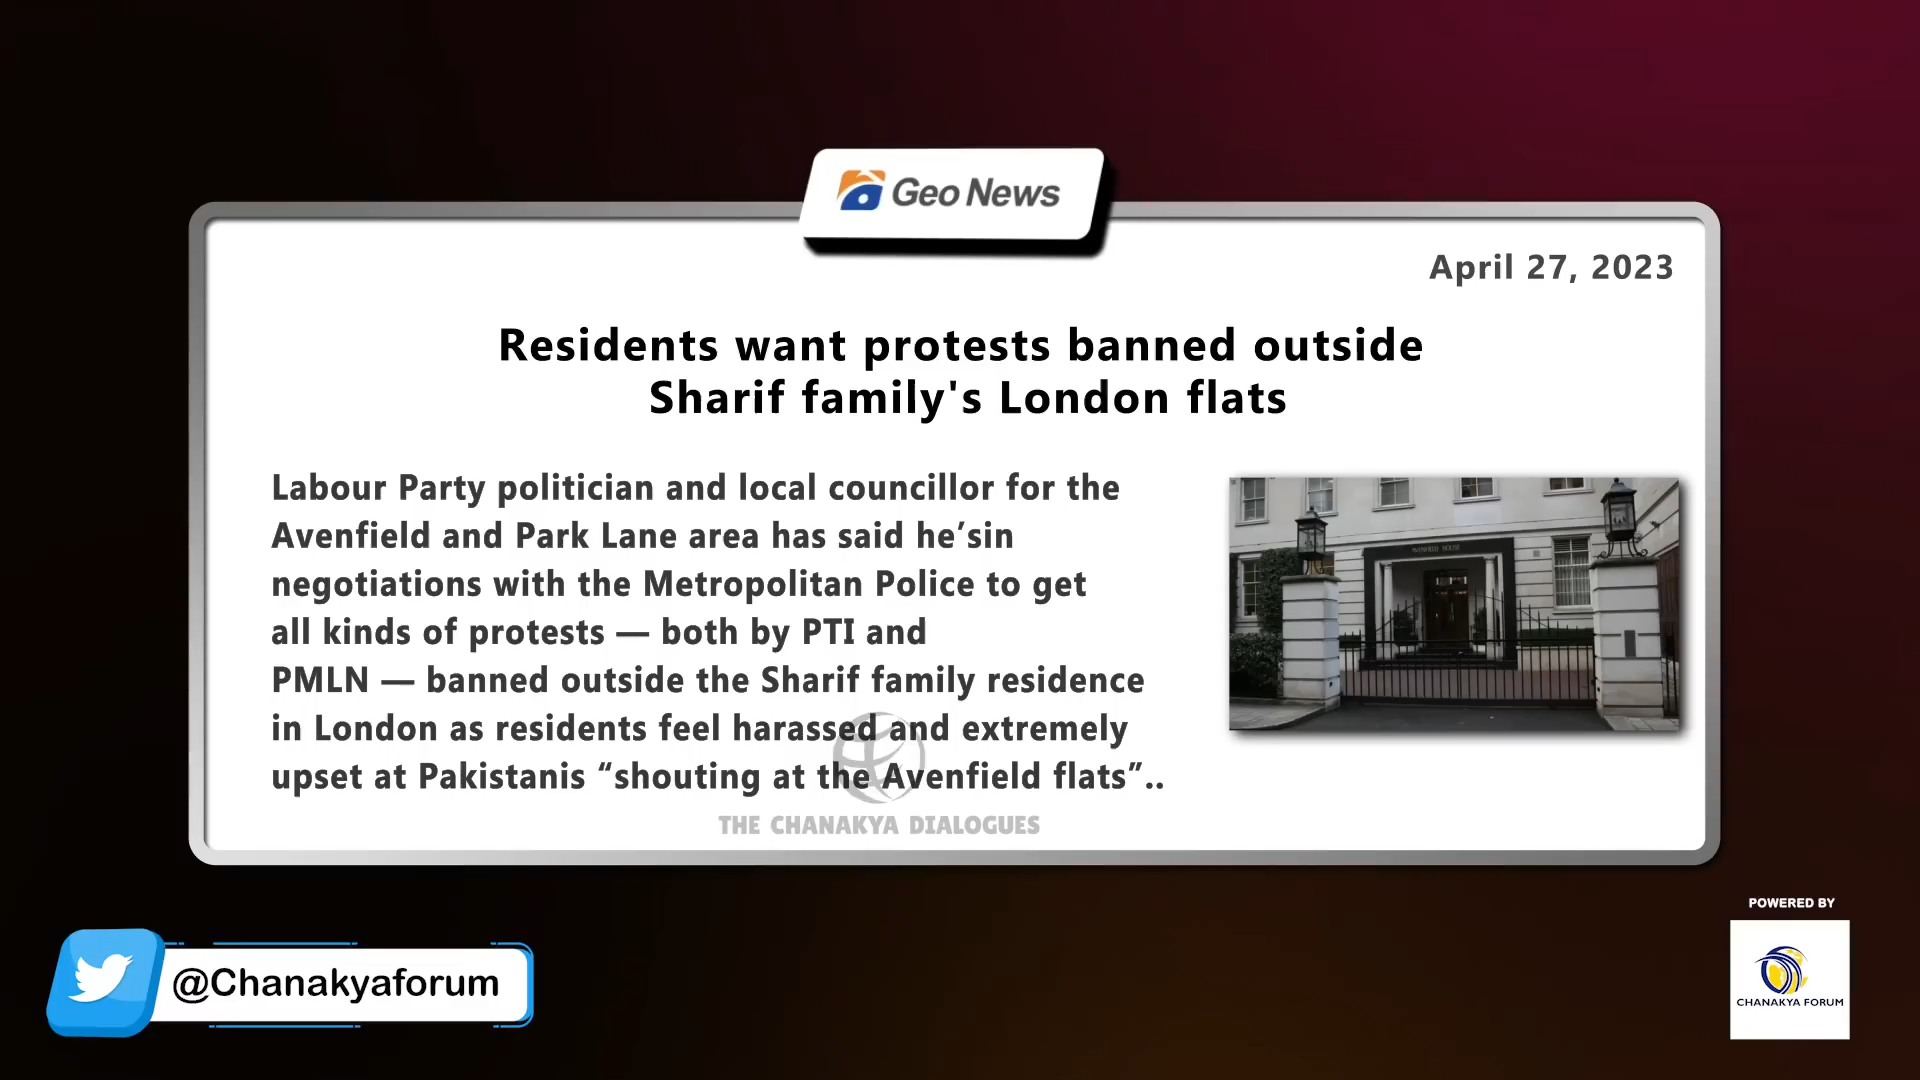 Geo News
April 27, 2023
Residents want protests banned outside
Sharif family's London flats
Labour Party politician and local councillor for the
Avenfield and Park Lane area has said he’sin
negotiations with the Metropolitan Police to get
all kinds of protests — both by PTI and
PMLN — banned outside the Sharif family residence
in London as residents feel harassed and extremely
upset at Pakistanis “shouting at the Avenfield flats”..
AVENFIELD HOUSE
THE CHANAKYA DIALOGUES
@Chanakyaforum
POWERED BY
CHANAKYA FORUM